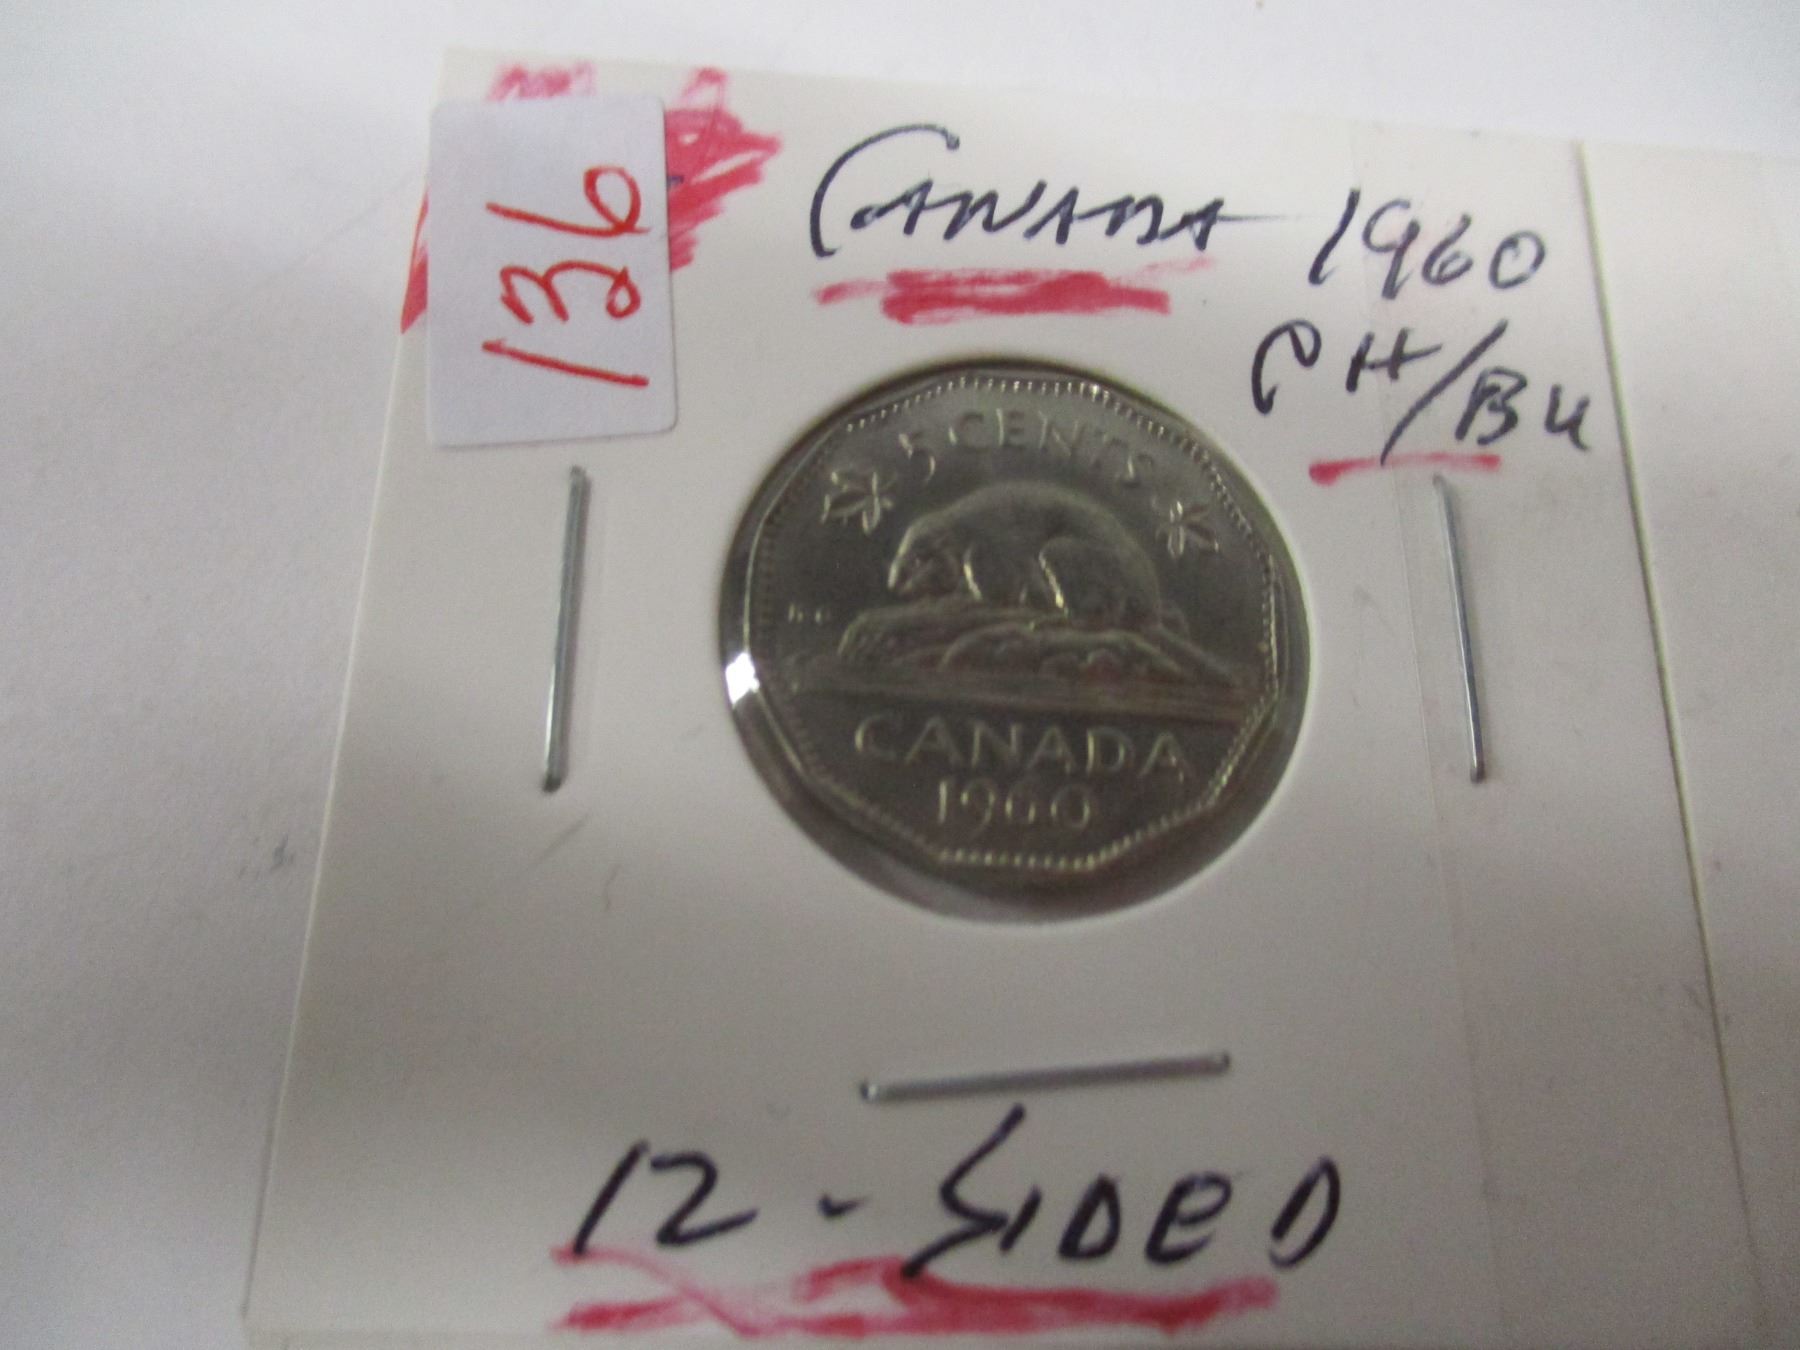 136
CANADA 1960
CH/BU
5 CENTS
CANADA
1960
12-SIDED